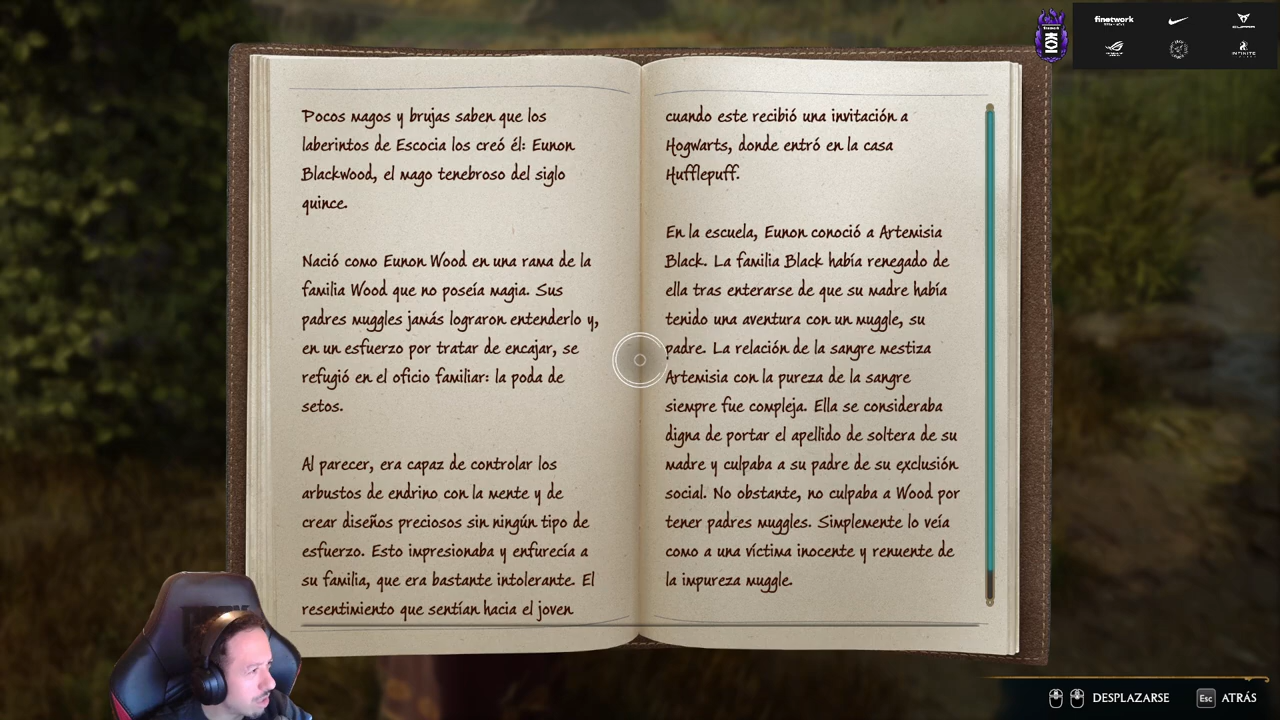 Pocos magos y brujas saben que los
laberintos de Escocia los creó él: Eunon
Blackwood, el mago tenebroso del siglo
quince.
Nació como Eunon Wood en una rama de la
familia Wood que no poseía magia. Sus
padres muggles jamás lograron entenderlo y,
en un esfuerzo por tratar de encajar, se
refugió en el oficio familiar: la poda de
setos.
Al parecer, era capaz de controlar los
arbustos de endrino con la mente y de
crear diseños preciosos sin ningún tipo de
esfuerzo. Esto impresionaba y enfurecía a
su familia, que era bastante intolerante. El
resentimiento que sentían hacia el joven
cuando este recibió una invitación a
Hogwarts, donde entró en la casa
Hufflepuff.
En la escuela, Eunon conoció a Artemisia
Black. La familia Black había renegado de
ella tras enterarse de que su madre había
tenido una aventura con un muggle, su
padre. La relación de la sangre mestiza
Artemisia con la pureza de la sangre
siempre fue compleja. Ella se consideraba
digna de portar el apellido de soltera de su
madre y culpaba a su padre de su exclusión
social. No obstante, no culpaba a Wood por
tener padres muggles. Simplemente lo veía
como a una víctima inocente y renuente de
la impureza muggle.
finetwork
CUPRA
KOI
INFINITE
DESPLAZARSE
Esc ATRÁS